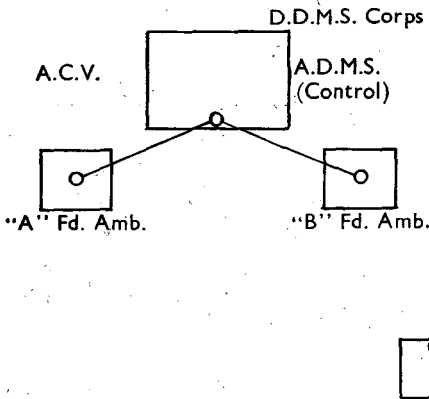 D.D.M.S. Corps
A.C.V.
A.D.M.S.
(Control)
"A" Fd. Amb.
"B" Fd. Amb.